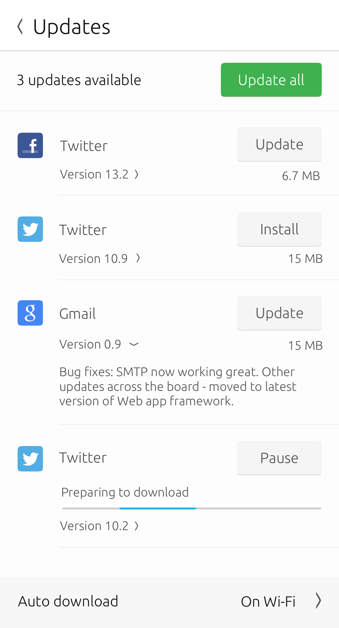 Updates
3 updates available
Update all
Twitter
Update
Version 13.2
6.7 MB
Twitter
Install
Version 10.9
15 MB
Gmail
Update
Version 0.9
15 MB
Bug fixes: SMTP now working great. Other
updates across the board - moved to latest
version of Web app framework.
Twitter
Pause
Preparing to download
Version 10.2
Auto download
On Wi-Fi